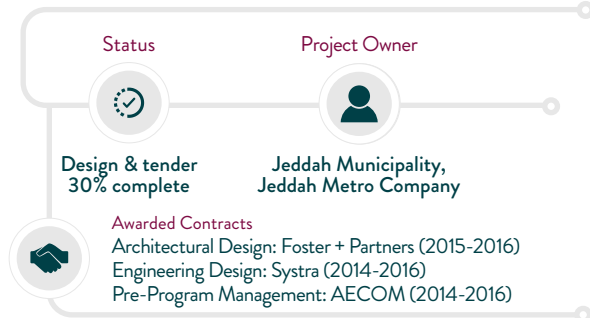 Status
Project Owner
Design & tender
30% complete
Jeddah Municipality,
Jeddah Metro Company
Awarded Contracts
Architectural Design: Foster + Partners (2015-2016)
Engineering Design: Systra (2014-2016)
Pre-Program Management: AECOM (2014-2016)